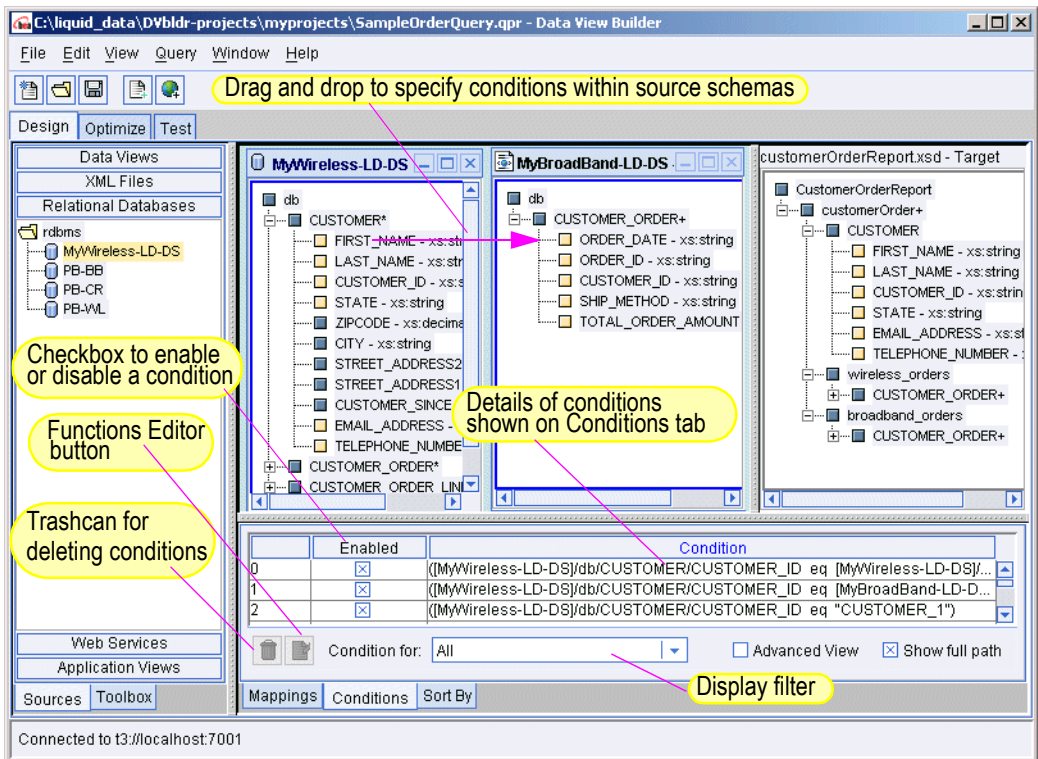 C:\liquid_data\DVbldr-projects\myprojects\SampleOrderQuery.qpr - Data View Builder
File Edit View Query Window Help
Drag and drop to specify conditions within source schemas
Design Optimize Test
Data Views
XML Files
Relational Databases
rdbms
MyWireless-LD-DS
PB-BB
PB-CR
PB-WL
MyWireless-LD-DS
db
CUSTOMER*
FIRST_NAME - xs:str
LAST_NAME - xs:str
CUSTOMER_ID - xs:s
STATE - xs:string
ZIPCODE - xs:decima
CITY - xs:string
STREET_ADDRESS2
STREET_ADDRESS1
CUSTOMER_SINCE
EMAIL_ADDRESS -
TELEPHONE_NUMBE
CUSTOMER_ORDER*
CUSTOMER_ORDER_LINE
MyBroadBand-LD-DS -
db
CUSTOMER_ORDER+
ORDER_DATE - xs:string
ORDER_ID - xs:string
CUSTOMER_ID - xs:string
SHIP_METHOD - xs:string
TOTAL_ORDER_AMOUNT
customerOrderReport.xsd - Target
CustomerOrderReport
customerOrder+
CUSTOMER
FIRST_NAME - xs:string
LAST_NAME - xs:string
CUSTOMER_ID - xs:strin
STATE - xs:string
EMAIL_ADDRESS - xs:st
TELEPHONE_NUMBER - :
wireless_orders
CUSTOMER_ORDER+
broadband_orders
CUSTOMER_ORDER+
Checkbox to enable
or disable a condition
Functions Editor
button
Details of conditions
shown on Conditions tab
Trashcan for
deleting conditions
Enabled Condition
0 ([MyWireless-LD-DS]/db/CUSTOMER/CUSTOMER_ID eq [MyWireless-LD-DS]/...
1 ([MyWireless-LD-DS]/db/CUSTOMER/CUSTOMER_ID eq [MyBroadBand-LD-D...
2 ([MyWireless-LD-DS]/db/CUSTOMER/CUSTOMER_ID eq "CUSTOMER_1")
Web Services
Application Views
Sources Toolbox
Condition for: All Advanced View Show full path
Display filter
Mappings Conditions Sort By
Connected to t3://localhost:7001